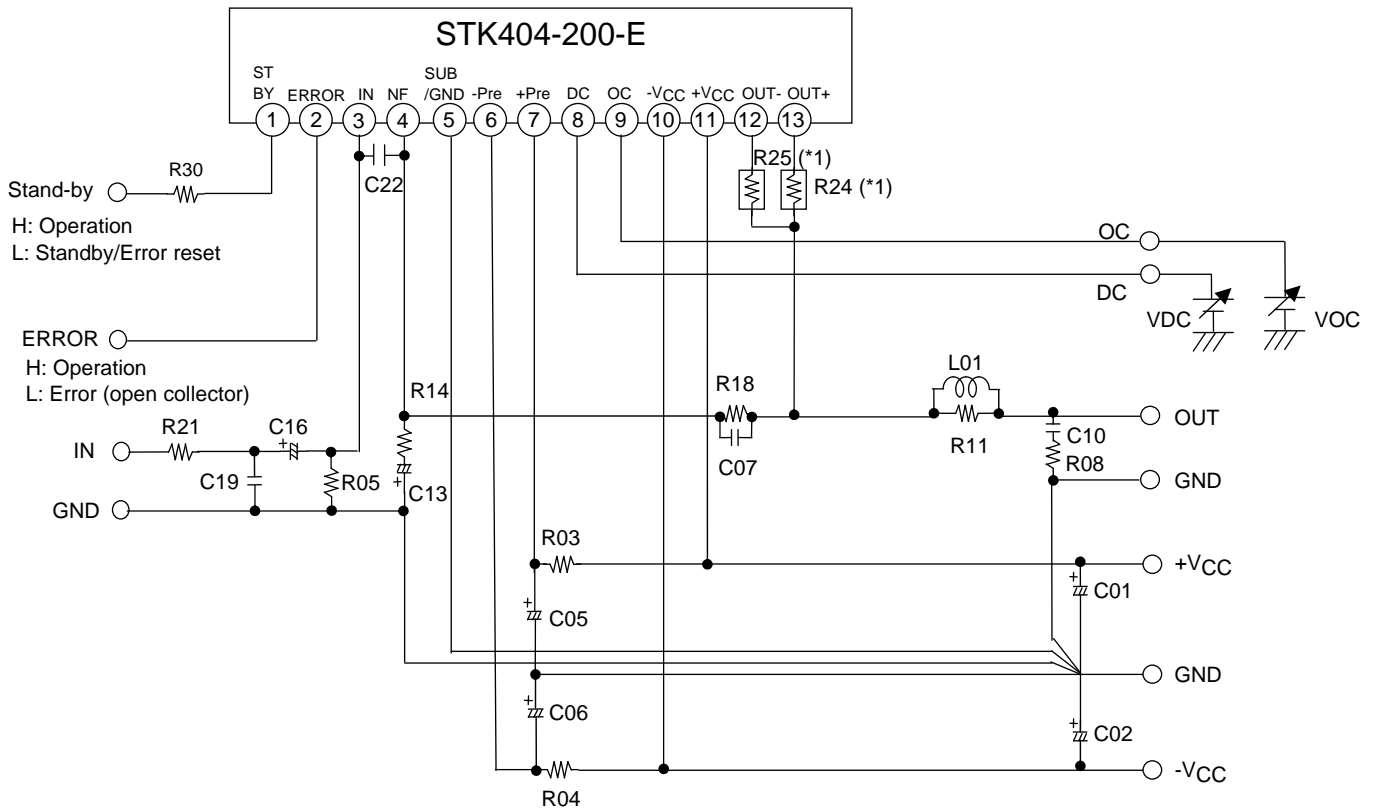 STK404-200-E
ST
BY
ERROR
IN
NF
SUB
/GND
-Pre
+Pre
DC
OC
-VCC
+VCC
OUT-
OUT+
1
2
3
4
5
6
7
8
9
10
11
12
13
R25 (*1)
R24 (*1)
R30
C22
Stand-by
H: Operation
L: Standby/Error reset
OC
DC
VDC
VOC
ERROR
H: Operation
L: Error (open collector)
R14
R18
L01
IN
R21
C16
+
C07
R11
C10
OUT
C19
R05
+
C13
R08
GND
GND
R03
+VCC
+
C01
+
C05
GND
+
C06
+
C02
R04
-VCC